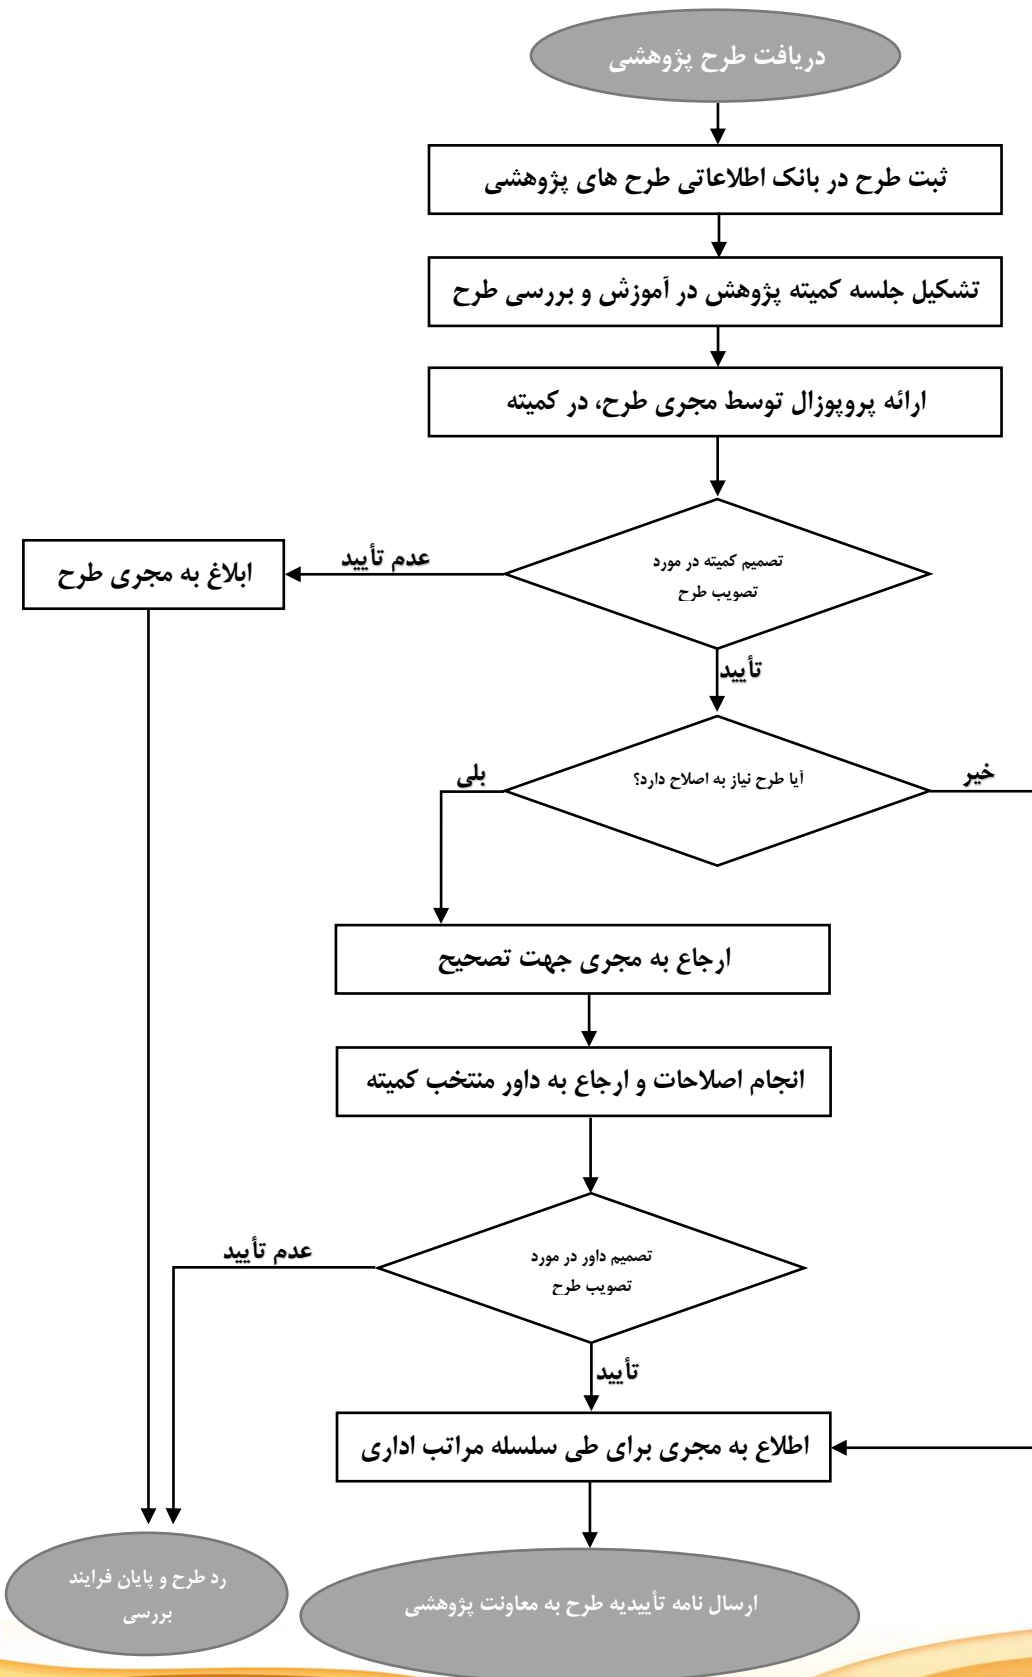 دریافت طرح پژوهشی
ثبت طرح در بانک اطلاعاتی طرح های پژوهشی
تشکیل جلسه کمیته پژوهش در آموزش و بررسی طرح
ارائه پروپوزال توسط مجری طرح، در کمیته
تصمیم کمیته در مورد
تصویب طرح
عدم تأیید
ابلاغ به مجری طرح
تأیید
آیا طرح نیاز به اصلاح دارد؟
خیر
بلی
ارجاع به مجری جهت تصحیح
انجام اصلاحات و ارجاع به داور منتخب کمیته
تصمیم داور در مورد
تصویب طرح
عدم تأیید
تأیید
اطلاع به مجری برای طی سلسله مراتب اداری
رد طرح و پایان فرایند
بررسی
ارسال نامه تأییدیه طرح به معاونت پژوهشی